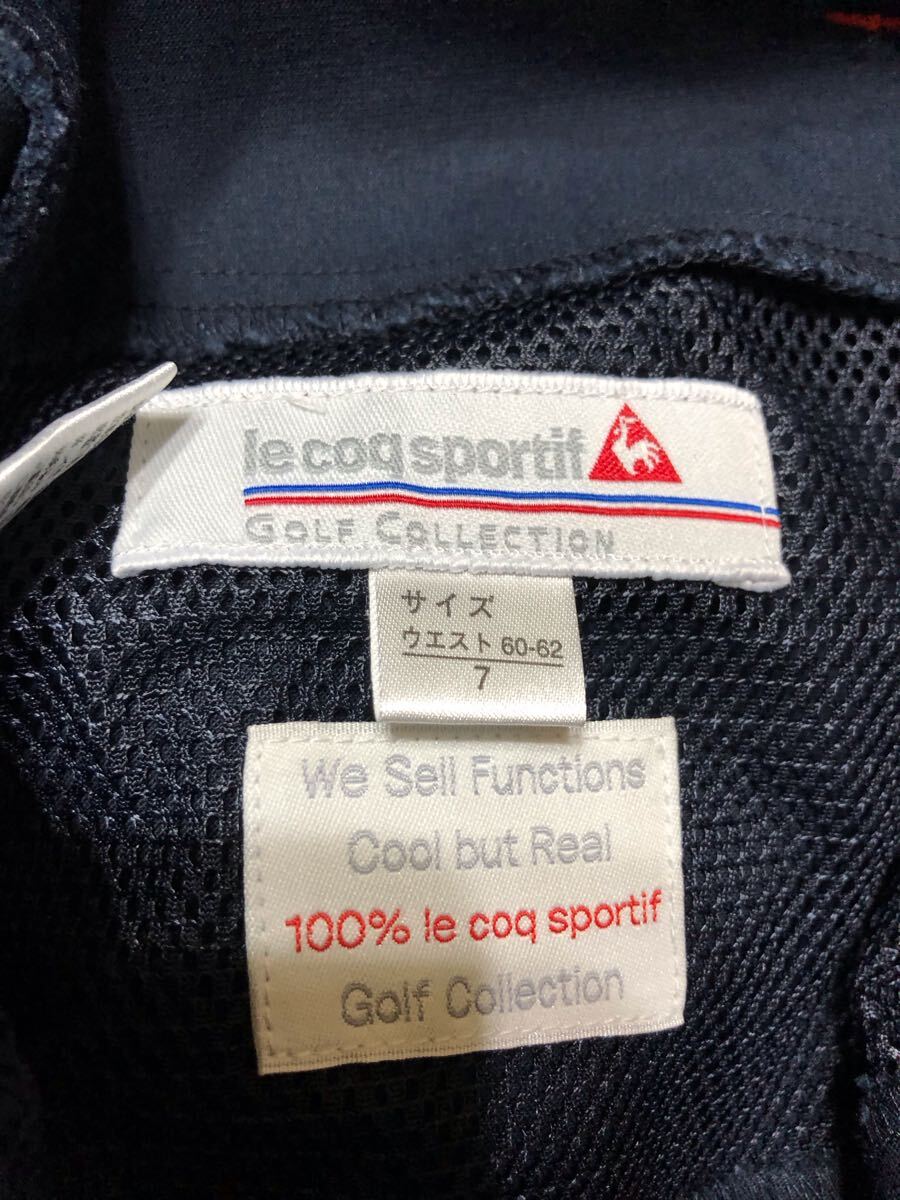 le coq sportif
GOLF COLLECTION
サイズ
ウエスト 60-62
7
We Sell Functions
Cool but Real
100% le coq sportif
Golf Collection